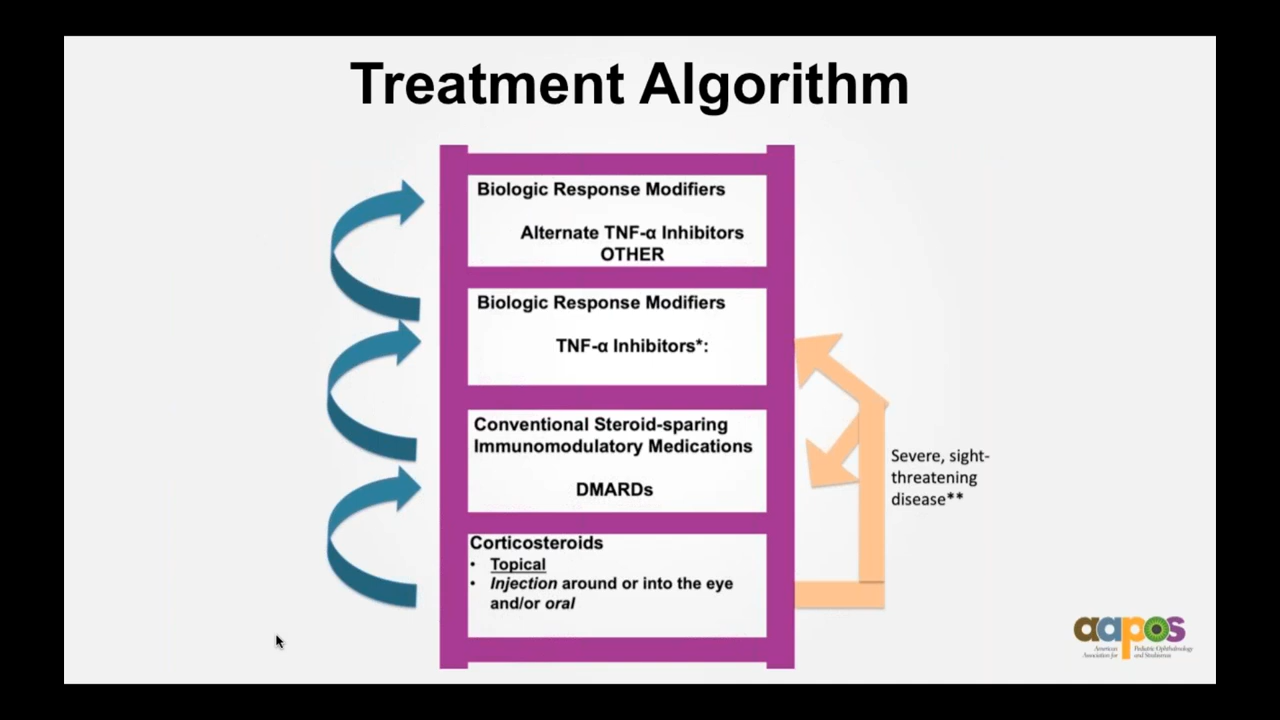 Treatment Algorithm
Biologic Response Modifiers
Alternate TNF-α Inhibitors
OTHER
Biologic Response Modifiers
TNF-α Inhibitors*:
Conventional Steroid-sparing
Immunomodulatory Medications
DMARDs
Corticosteroids
• Topical
• Injection around or into the eye
and/or oral
Severe, sight-
threatening
disease**
aapos
American
Association for
Pediatric Ophthalmology
and Strabismus